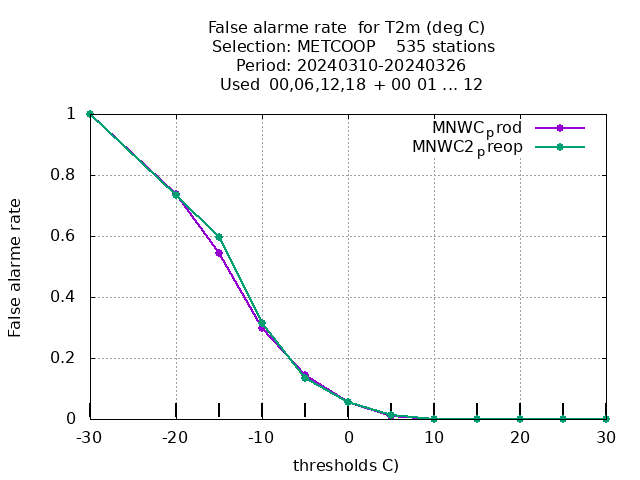 False alarme rate  for T2m (deg C)
Selection: METCOOP    535 stations
Period: 20240310-20240326
Used  00,06,12,18  + 00 01 ... 12
MNWCprod
MNWC2preop
1
0.8
0.6
0.4
0.2
0
False alarme rate
-30 -20 -10 0 10 20 30
thresholds C)